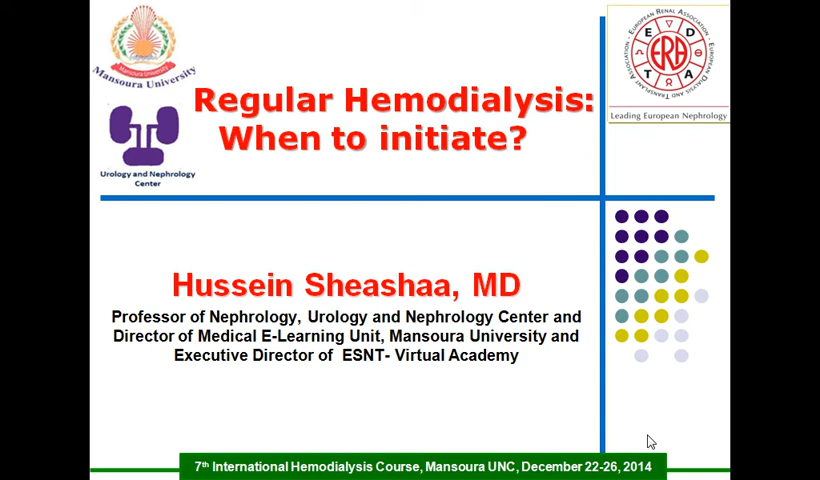 Mansoura University
Mansoura University
Urology and Nephrology
Center
Regular Hemodialysis:
When to initiate?
EUROPEAN RENAL ASSOCIATION
EUROPEAN DIALYSIS AND TRANSPLANT ASSOCIATION
E D
ERA
T A
Leading European Nephrology
Hussein Sheashaa, MD
Professor of Nephrology, Urology and Nephrology Center and
Director of Medical E-Learning Unit, Mansoura University and
Executive Director of ESNT- Virtual Academy
7th International Hemodialysis Course, Mansoura UNC, December 22-26, 2014